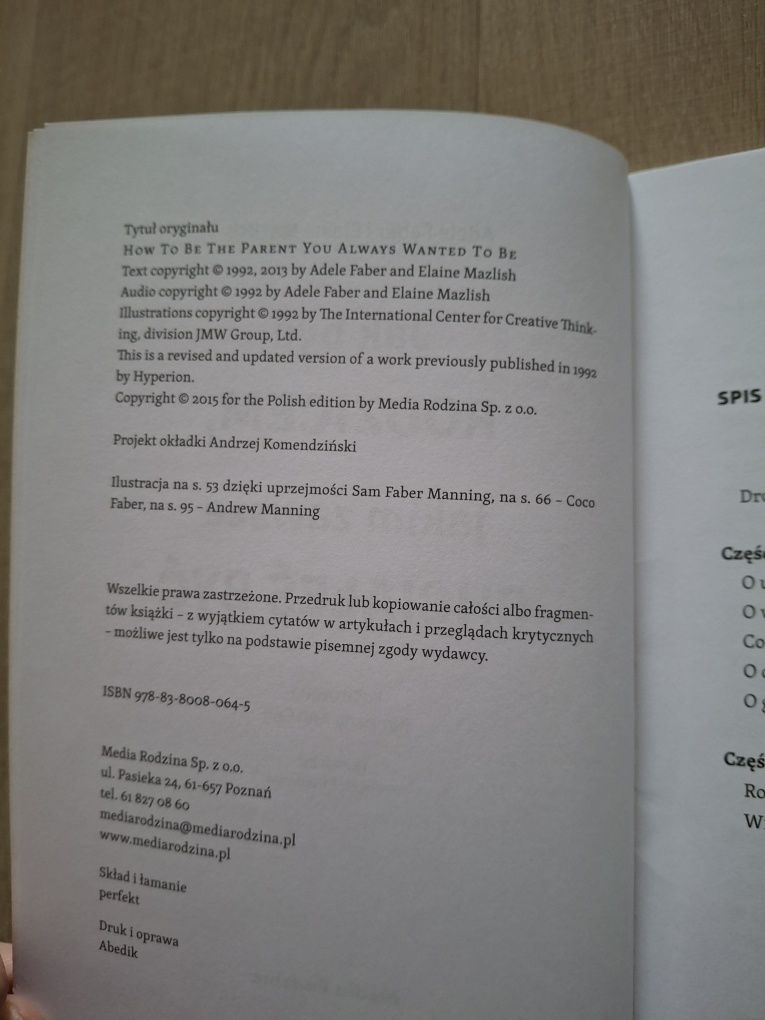 Tytuł oryginału
How To Be The Parent You Always Wanted To Be
Text copyright © 1992, 2013 by Adele Faber and Elaine Mazlish
Audio copyright © 1992 by Adele Faber and Elaine Mazlish
Illustrations copyright © 1992 by The International Center for Creative Think-
ing, division JMW Group, Ltd.
This is a revised and updated version of a work previously published in 1992
by Hyperion.
Copyright © 2015 for the Polish edition by Media Rodzina Sp. z o.o.
Projekt okładki Andrzej Komendziński
Ilustracja na s. 53 dzięki uprzejmości Sam Faber Manning, na s. 66 – Coco
Faber, na s. 95 – Andrew Manning
Wszelkie prawa zastrzeżone. Przedruk lub kopiowanie całości albo fragmen-
tów książki – z wyjątkiem cytatów w artykułach i przeglądach krytycznych
– możliwe jest tylko na podstawie pisemnej zgody wydawcy.
ISBN 978-83-8008-064-5
Media Rodzina Sp. z o.o.
ul. Pasieka 24, 61-657 Poznań
tel. 61 827 08 60
mediarodzina@mediarodzina.pl
www.mediarodzina.pl
Skład i łamanie
perfekt
Druk i oprawa
Abedik
SPIS
Dro
Częś
O
O
Co
O
O
Częś
Ro
W